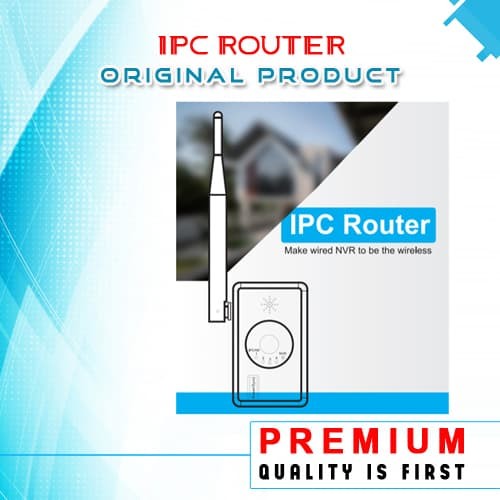 IPC ROUTER
ORIGINAL PRODUCT
IPC Router
Make wired NVR to be the wireless
PREMIUM
QUALITY IS FIRST